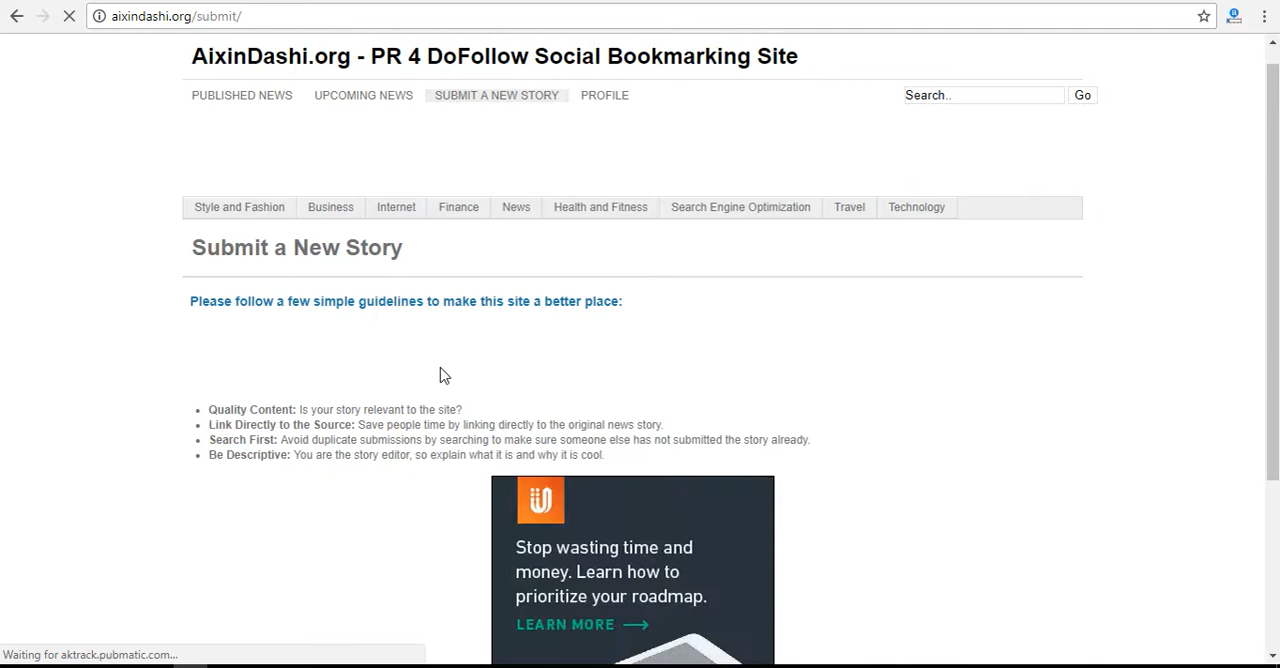 aixindashi.org/submit/
AixinDashi.org - PR 4 DoFollow Social Bookmarking Site
PUBLISHED NEWS UPCOMING NEWS SUBMIT A NEW STORY PROFILE Search.. Go
Style and Fashion Business Internet Finance News Health and Fitness Search Engine Optimization Travel Technology
Submit a New Story
Please follow a few simple guidelines to make this site a better place:
Quality Content: Is your story relevant to the site?
Link Directly to the Source: Save people time by linking directly to the original news story.
Search First: Avoid duplicate submissions by searching to make sure someone else has not submitted the story already.
Be Descriptive: You are the story editor, so explain what it is and why it is cool.
Stop wasting time and
money. Learn how to
prioritize your roadmap.
LEARN MORE
Waiting for aktrack.pubmatic.com...